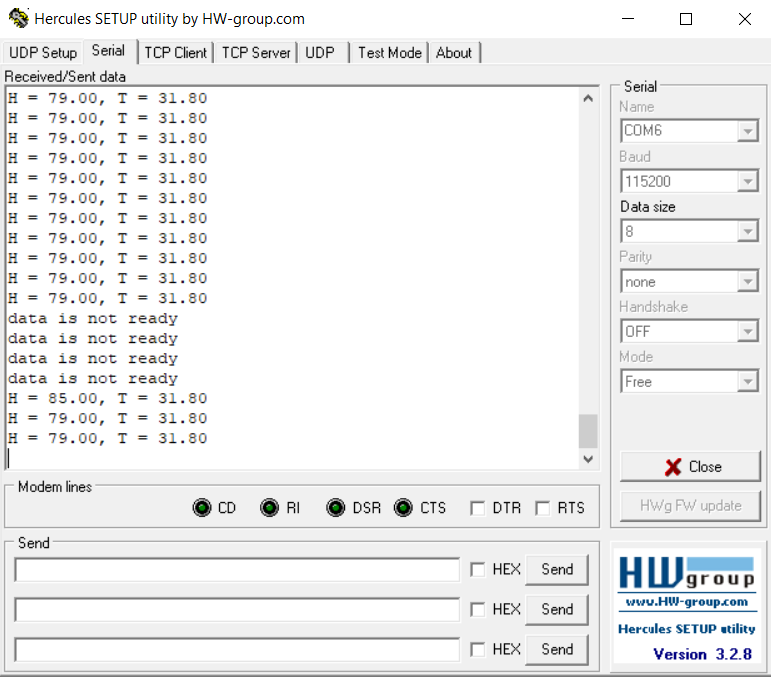 Hercules SETUP utility by HW-group.com
UDP Setup Serial TCP Client TCP Server UDP Test Mode About
Received/Sent data
H = 79.00, T = 31.80
H = 79.00, T = 31.80
H = 79.00, T = 31.80
H = 79.00, T = 31.80
H = 79.00, T = 31.80
H = 79.00, T = 31.80
H = 79.00, T = 31.80
H = 79.00, T = 31.80
H = 79.00, T = 31.80
H = 79.00, T = 31.80
H = 79.00, T = 31.80
data is not ready
data is not ready
data is not ready
data is not ready
H = 85.00, T = 31.80
H = 79.00, T = 31.80
H = 79.00, T = 31.80
Serial
Name
COM6
Baud
115200
Data size
8
Parity
none
Handshake
OFF
Mode
Free
Close
HWg FW update
Modem lines
CD RI DSR CTS DTR RTS
Send
HEX Send
HEX Send
HEX Send
HWgroup
www.HW-group.com
Hercules SETUP utility
Version 3.2.8